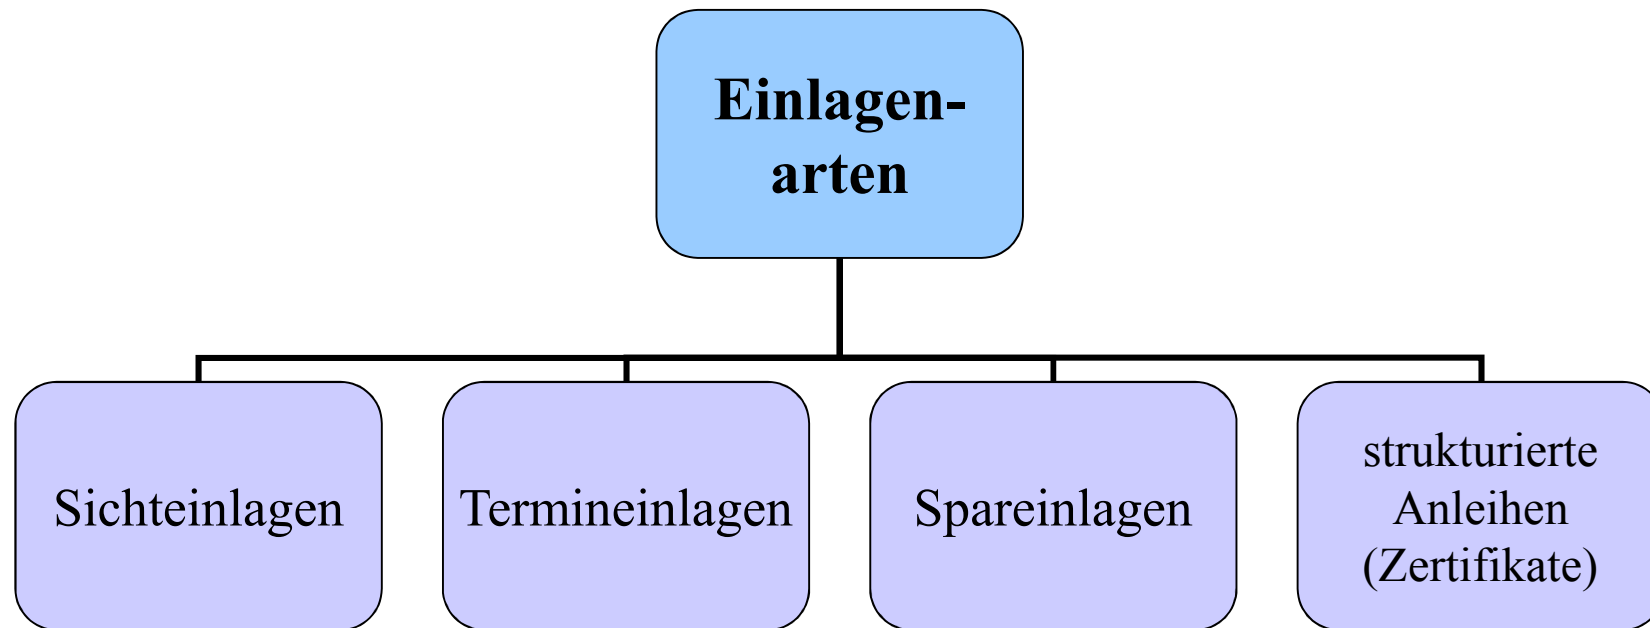 Einlagen-
arten
Sichteinlagen
Termineinlagen
Spareinlagen
strukturierte
Anleihen
(Zertifikate)